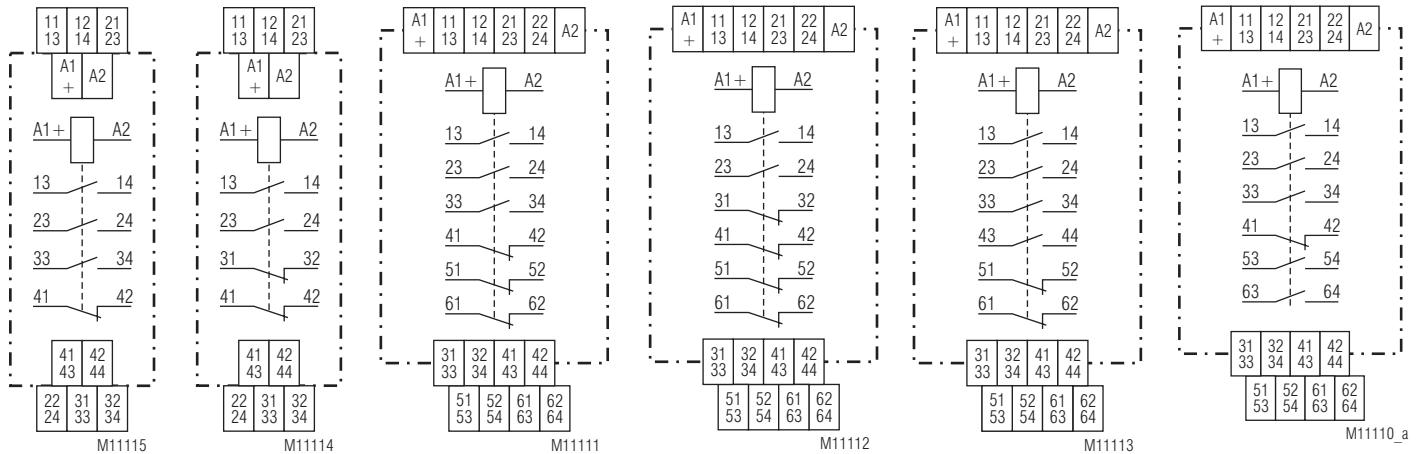 11 12 21
13 14 23
A1 A2
+
A1+ A2
13 14
23 24
33 34
41 42
41 42
43 44
22 31 32
24 33 34
M11115
11 12 21
13 14 23
A1 A2
+
A1+ A2
13 14
23 24
31 32
41 42
41 42
43 44
22 31 32
24 33 34
M11114
A1 11 12 21 22 A2
+ 13 14 23 24
A1+ A2
13 14
23 24
33 34
41 42
51 52
61 62
31 32 41 42
33 34 43 44
51 52 61 62
53 54 63 64
M11111
A1 11 12 21 22 A2
+ 13 14 23 24
A1+ A2
13 14
23 24
31 32
41 42
51 52
61 62
31 32 41 42
33 34 43 44
51 52 61 62
53 54 63 64
M11112
A1 11 12 21 22 A2
+ 13 14 23 24
A1+ A2
13 14
23 24
33 34
43 44
51 52
61 62
31 32 41 42
33 34 43 44
51 52 61 62
53 54 63 64
M11113
A1 11 12 21 22 A2
+ 13 14 23 24
A1+ A2
13 14
23 24
33 34
41 42
53 54
63 64
31 32 41 42
33 34 43 44
51 52 61 62
53 54 63 64
M11110_a